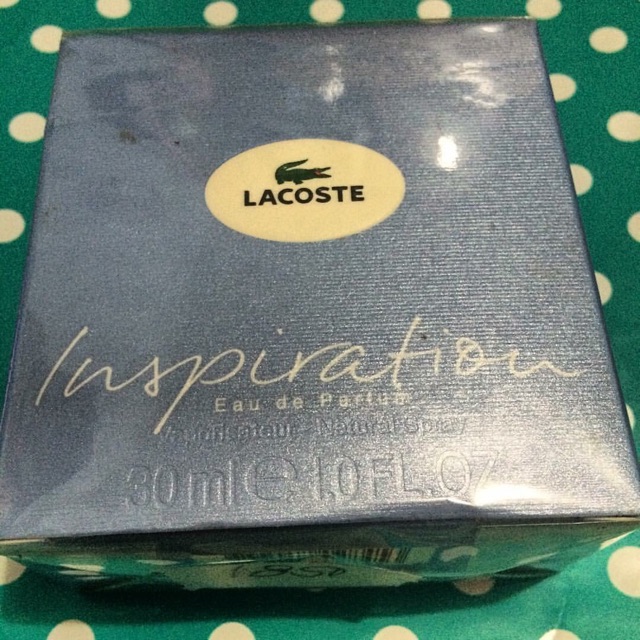 LACOSTE
Inspiration
Eau de Parfum
Vaporisateur Natural Spray
30 ml e 1.0 FL.OZ